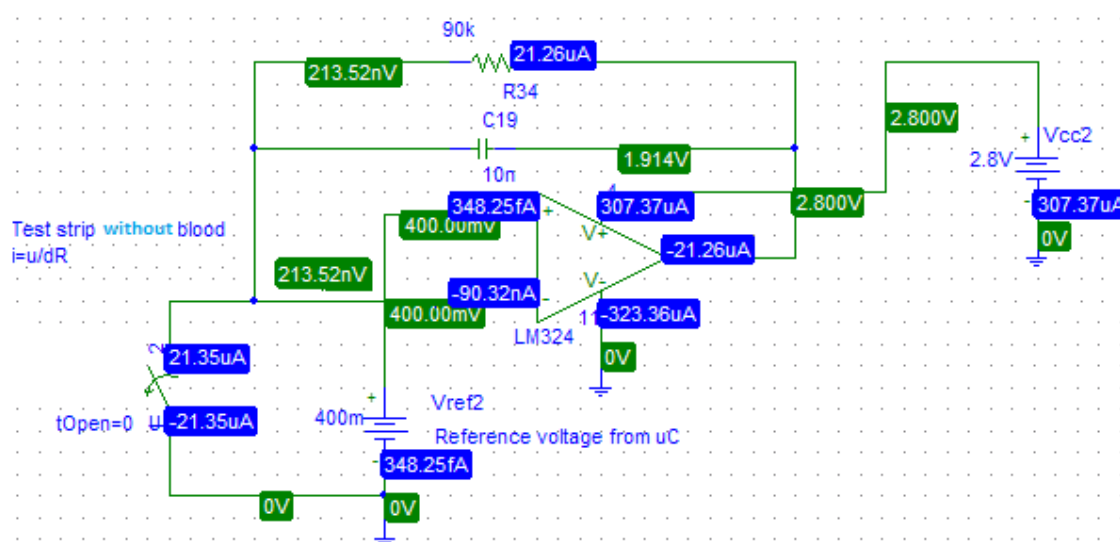 90k
21.26uA
213.52nV
R34
C19
10n
1.914V
2.800V
Vcc2
2.8V
+
-
307.37uA
0V
348.25fA
400.00mV
+
307.37uA
V+
2.800V
-21.26uA
Test strip without blood
i=u/dR
213.52nV
-90.32nA
400.00mV
-
V-
11
-323.36uA
LM324
0V
2
21.35uA
tOpen=0
-21.35uA
+
400m
Vref2
Reference voltage from uC
-
348.25fA
0V
0V